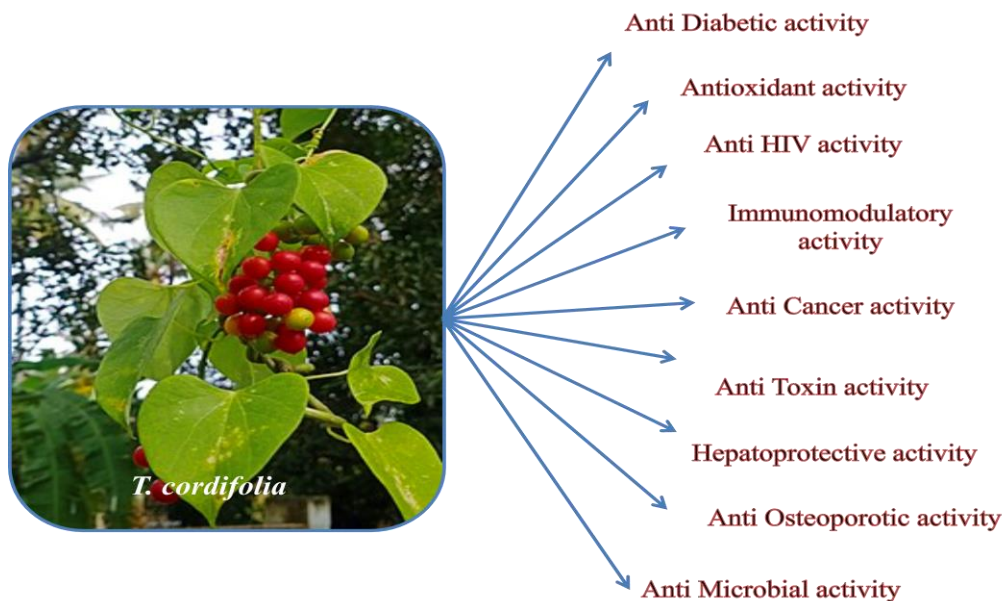 Anti Diabetic activity
Antioxidant activity
Anti HIV activity
Immunomodulatory
activity
Anti Cancer activity
Anti Toxin activity
Hepatoprotective activity
Anti Osteoporotic activity
Anti Microbial activity
T. cordifolia